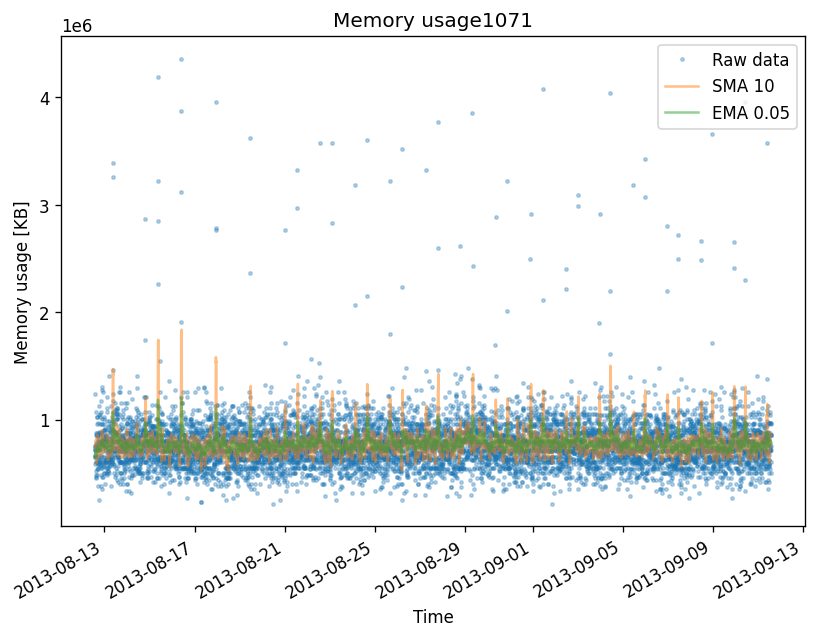 Memory usage1071
1e6
Raw data
SMA 10
EMA 0.05
4
3
2
1
Memory usage [KB]
2013-08-13
2013-08-17
2013-08-21
2013-08-25
2013-08-29
2013-09-01
2013-09-05
2013-09-09
2013-09-13
Time